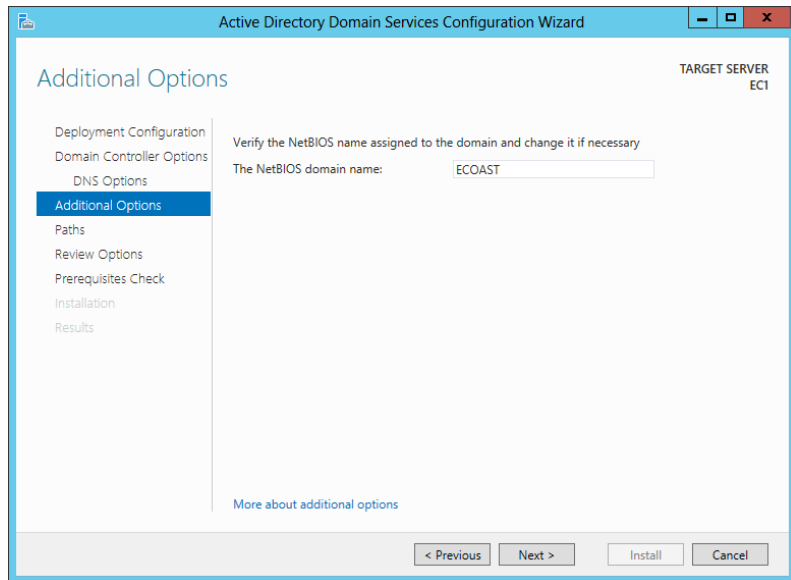 Active Directory Domain Services Configuration Wizard
Additional Options
TARGET SERVER
EC1
Deployment Configuration
Domain Controller Options
DNS Options
Additional Options
Paths
Review Options
Prerequisites Check
Installation
Results
Verify the NetBIOS name assigned to the domain and change it if necessary
The NetBIOS domain name: ECOAST
More about additional options
< Previous Next > Install Cancel